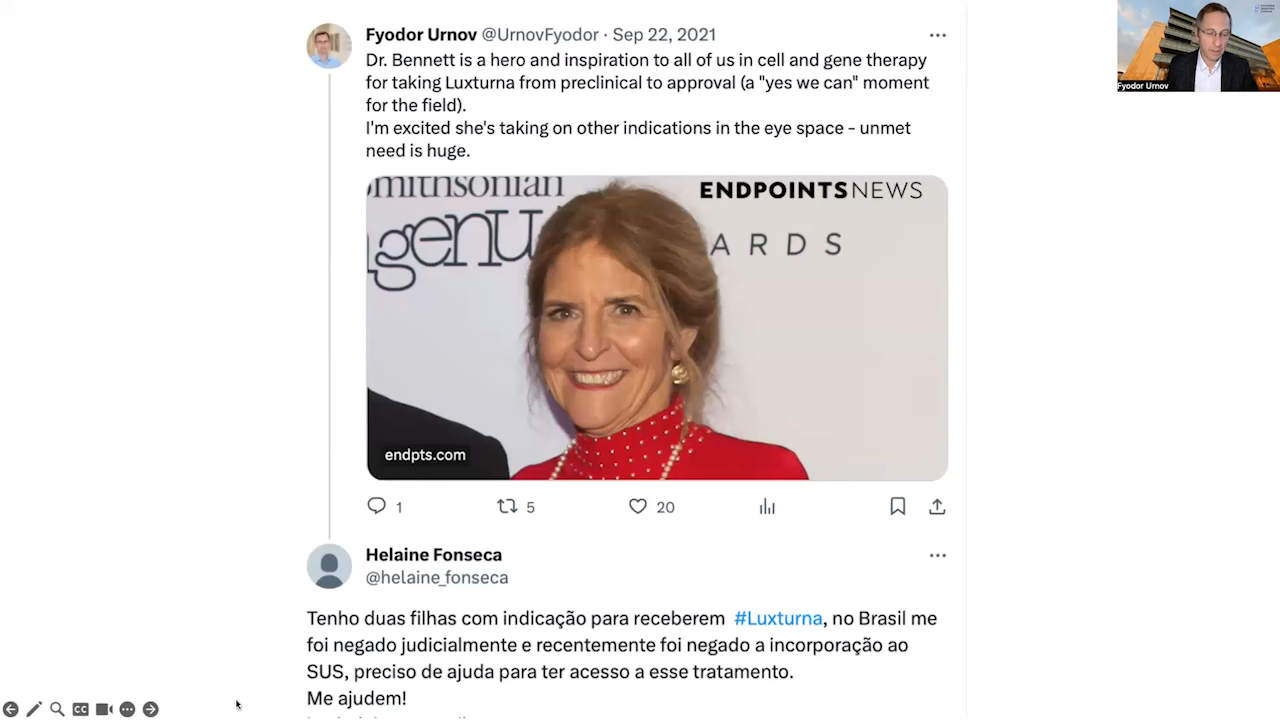 Fyodor Urnov @UrnovFyodor · Sep 22, 2021
Dr. Bennett is a hero and inspiration to all of us in cell and gene therapy
for taking Luxturna from preclinical to approval (a "yes we can" moment
for the field).
I'm excited she's taking on other indications in the eye space - unmet
need is huge.
smithsonian
ENDPOINTS NEWS
ngenu
ARDS
endpts.com
1
5
20
Helaine Fonseca
@helaine_fonseca
Tenho duas filhas com indicação para receberem #Luxturna, no Brasil me
foi negado judicialmente e recentemente foi negado a incorporação ao
SUS, preciso de ajuda para ter acesso a esse tratamento.
Me ajudem!
CC
Fyodor Urnov